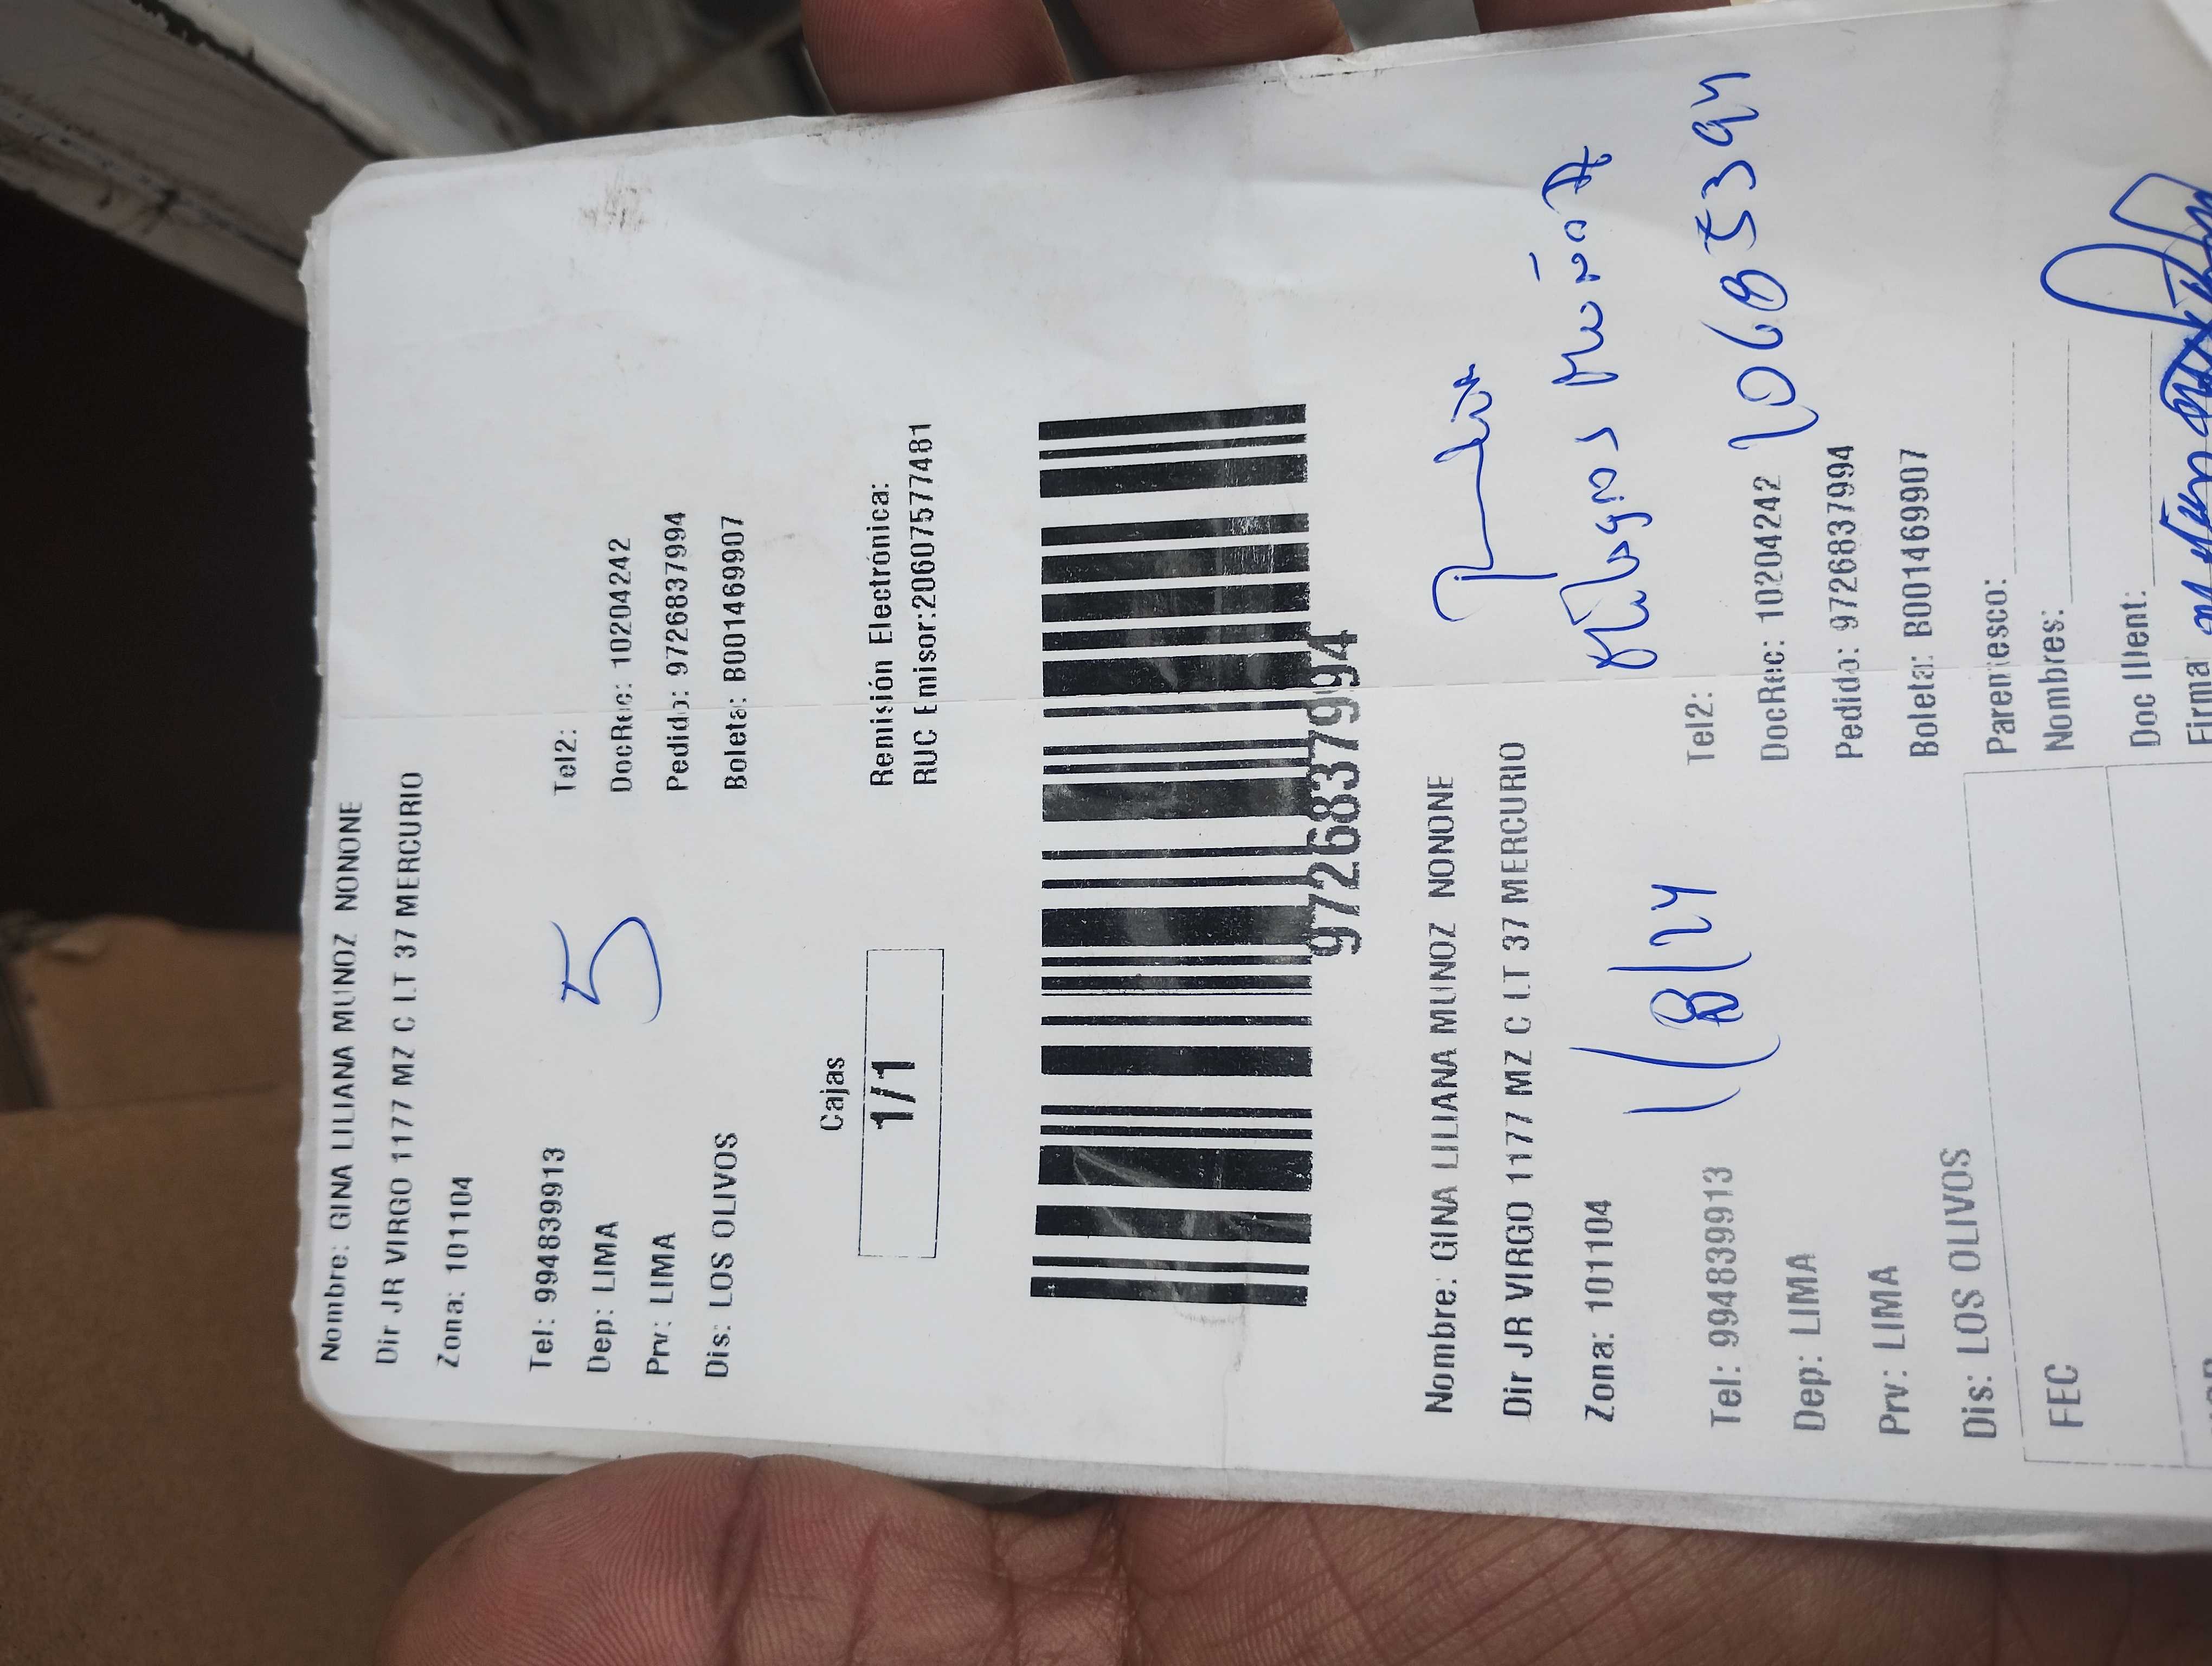 Nombre: GINA LILIANA MUNOZ NONONE
Dir JR VIRGO 1177 MZ C LT 37 MERCURIO
Zona: 101104
5
Tel: 994839913 Tel2:
Dep: LIMA DocRec: 10204242
Prv: LIMA Pedido: 9726837994
Dis: LOS OLIVOS Boleta: B001469907
Cajas
1/1
Remisión Electrónica:
RUC Emisor:20607577481
9726837994
Nombre: GINA LILIANA MUNOZ NONONE
Dir JR VIRGO 1177 MZ C LT 37 MERCURIO
Zona: 101104
1/8/24
Tel: 994839913 Tel2:
Dep: LIMA DocRec: 10204242
Prv: LIMA Pedido: 9726837994
Dis: LOS OLIVOS Boleta: B001469907
FEC
Parentesco:
Nombres:
Doc IIent:
Firma